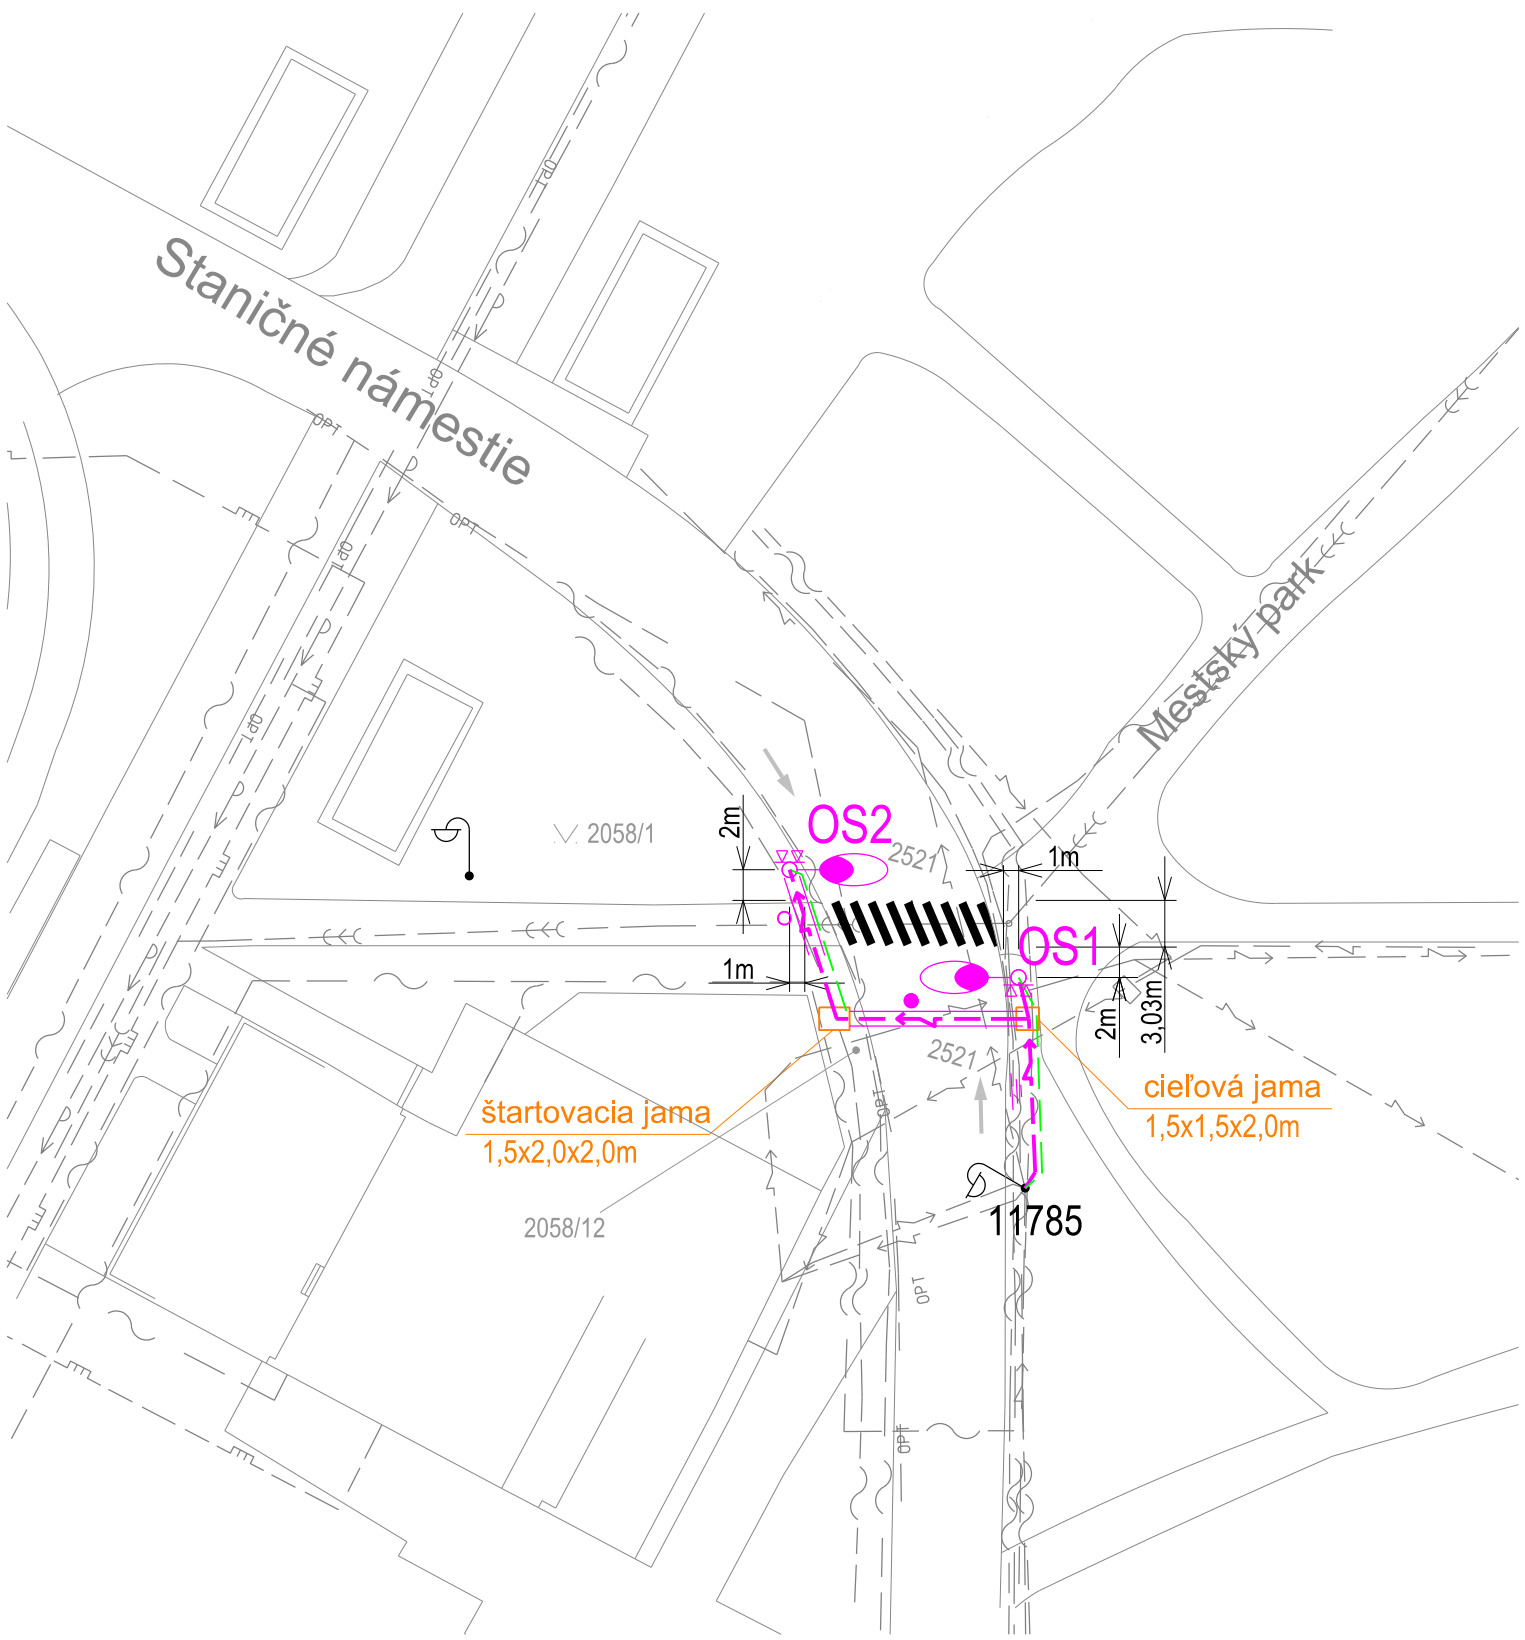 OPT
Staničné námestie
OPT
OPT
OPT
OPT
OPT
Mestský park
2m
OS2
2058/1
2521
1m
OS1
1m
2m
3,03m
2521
cieľová jama
1,5x1,5x2,0m
štartovacia jama
1,5x2,0x2,0m
OPT
11785
2058/12
OPT
OPT